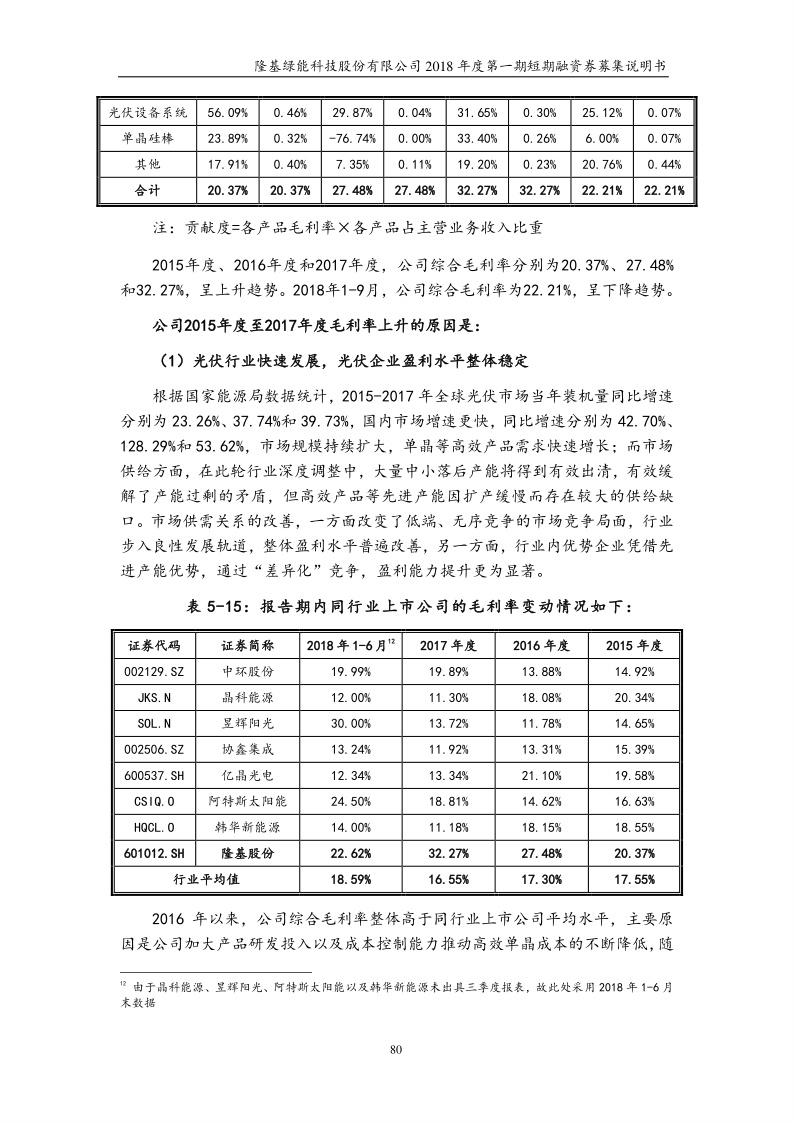 隆基绿能科技股份有限公司 2018 年度第一期短期融资券募集说明书
光伏设备系统 56.09% 0.46% 29.87% 0.04% 31.65% 0.30% 25.12% 0.07%
单晶硅棒 23.89% 0.32% -76.74% 0.00% 33.40% 0.26% 6.00% 0.07%
其他 17.91% 0.40% 7.35% 0.11% 19.20% 0.23% 20.76% 0.44%
合计 20.37% 20.37% 27.48% 27.48% 32.27% 32.27% 22.21% 22.21%
注：贡献度=各产品毛利率×各产品占主营业务收入比重
2015年度、2016年度和2017年度，公司综合毛利率分别为20.37%、27.48%
和32.27%，呈上升趋势。2018年1-9月，公司综合毛利率为22.21%，呈下降趋势。
公司2015年度至2017年度毛利率上升的原因是：
（1）光伏行业快速发展，光伏企业盈利水平整体稳定
根据国家能源局数据统计，2015-2017 年全球光伏市场当年装机量同比增速
分别为 23.26%、37.74%和 39.73%，国内市场增速更快，同比增速分别为 42.70%、
128.29%和 53.62%，市场规模持续扩大，单晶等高效产品需求快速增长；而市场
供给方面，在此轮行业深度调整中，大量中小落后产能将得到有效出清，有效缓
解了产能过剩的矛盾，但高效产品等先进产能因扩产缓慢而存在较大的供给缺
口。市场供需关系的改善，一方面改变了低端、无序竞争的市场竞争局面，行业
步入良性发展轨道，整体盈利水平普遍改善，另一方面，行业内优势企业凭借先
进产能优势，通过“差异化”竞争，盈利能力提升更为显著。
表 5-15：报告期内同行业上市公司的毛利率变动情况如下：
证券代码 证券简称 2018 年 1-6 月12 2017 年度 2016 年度 2015 年度
002129.SZ 中环股份 19.99% 19.89% 13.88% 14.92%
JKS.N 晶科能源 12.00% 11.30% 18.08% 20.34%
SOL.N 昱辉阳光 30.00% 13.72% 11.78% 14.65%
002506.SZ 协鑫集成 13.24% 11.92% 13.31% 15.39%
600537.SH 亿晶光电 12.34% 13.34% 21.10% 19.58%
CSIQ.O 阿特斯太阳能 24.50% 18.81% 14.62% 16.63%
HQCL.O 韩华新能源 14.00% 11.18% 18.15% 18.55%
601012.SH 隆基股份 22.62% 32.27% 27.48% 20.37%
行业平均值 18.59% 16.55% 17.30% 17.55%
2016 年以来，公司综合毛利率整体高于同行业上市公司平均水平，主要原
因是公司加大产品研发投入以及成本控制能力推动高效单晶成本的不断降低，随
12 由于晶科能源、昱辉阳光、阿特斯太阳能以及韩华新能源未出具三季度报表，故此处采用 2018 年 1-6 月
末数据
80